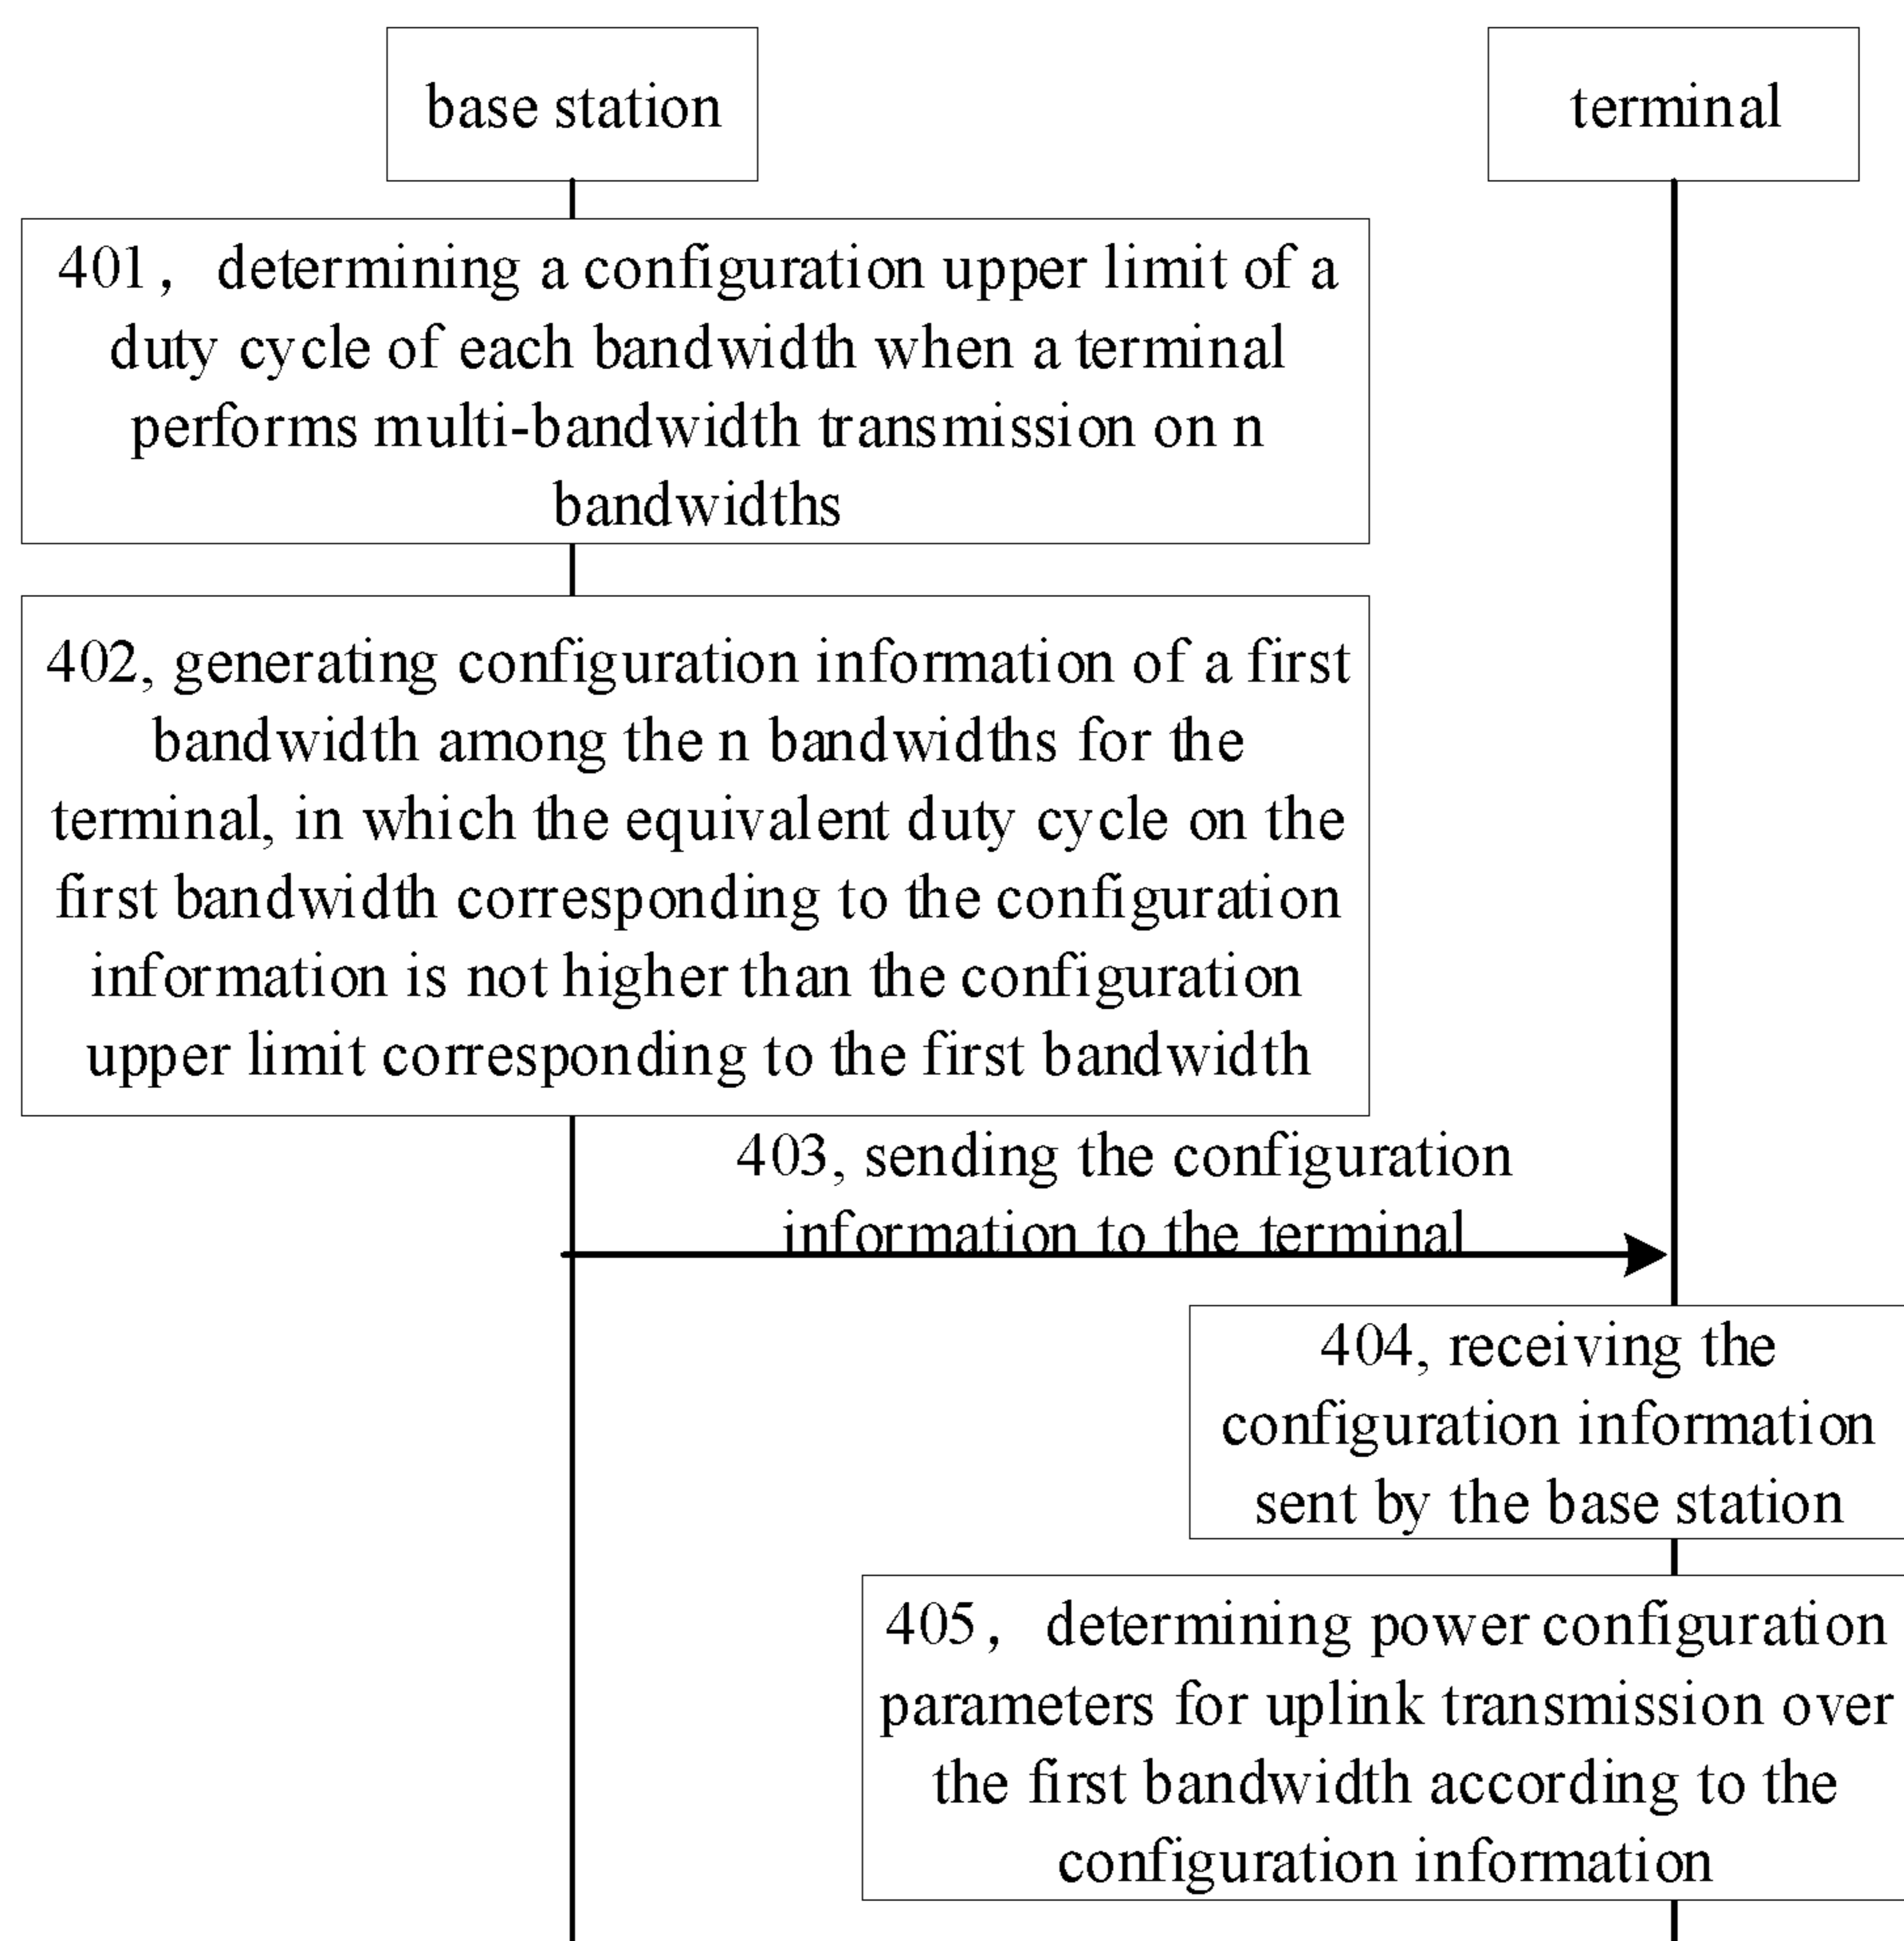 base station
terminal
401， determining a configuration upper limit of a
duty cycle of each bandwidth when a terminal
performs multi-bandwidth transmission on n
bandwidths
402, generating configuration information of a first
bandwidth among the n bandwidths for the
terminal, in which the equivalent duty cycle on the
first bandwidth corresponding to the configuration
information is not higher than the configuration
upper limit corresponding to the first bandwidth
403, sending the configuration
information to the terminal
404, receiving the
configuration information
sent by the base station
405， determining power configuration
parameters for uplink transmission over
the first bandwidth according to the
configuration information